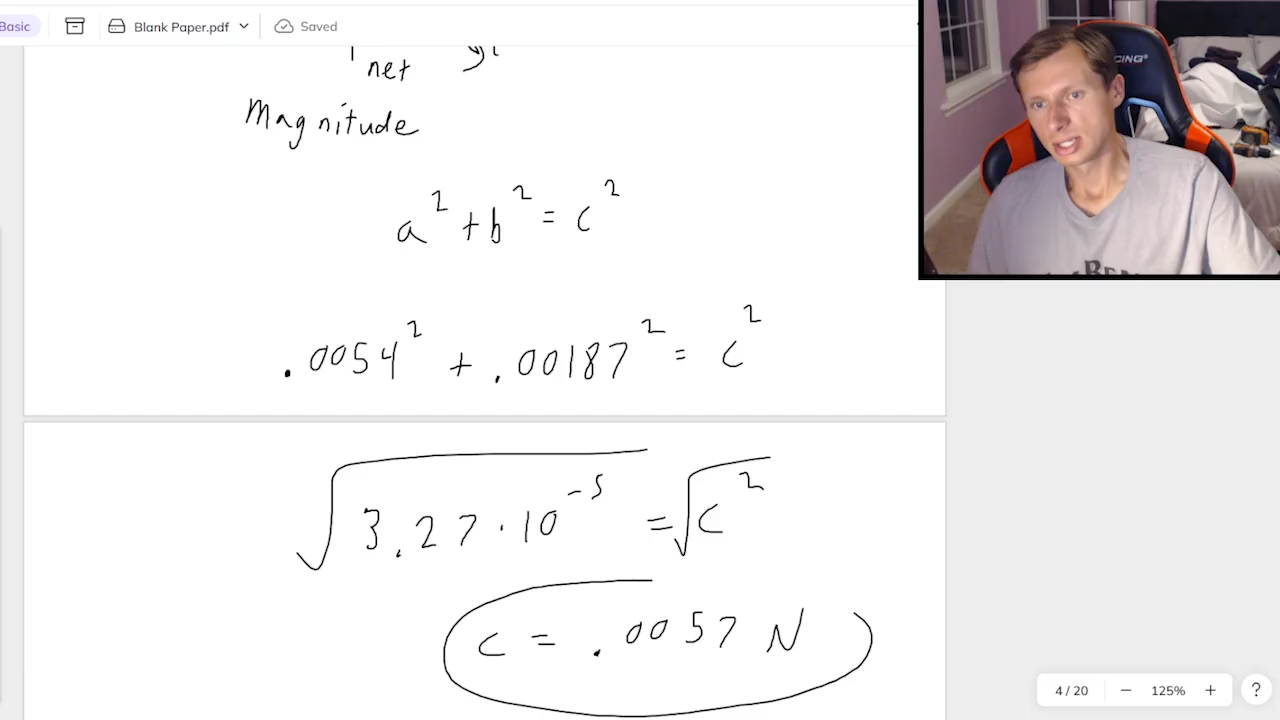 Basic Blank Paper.pdf Saved
net
Magnitude
a² + b² = c²
.0054² + .00187² = c²
√3.27·10⁻⁵ = √c²
c = .0057 N
4 / 20 − 125% + ?